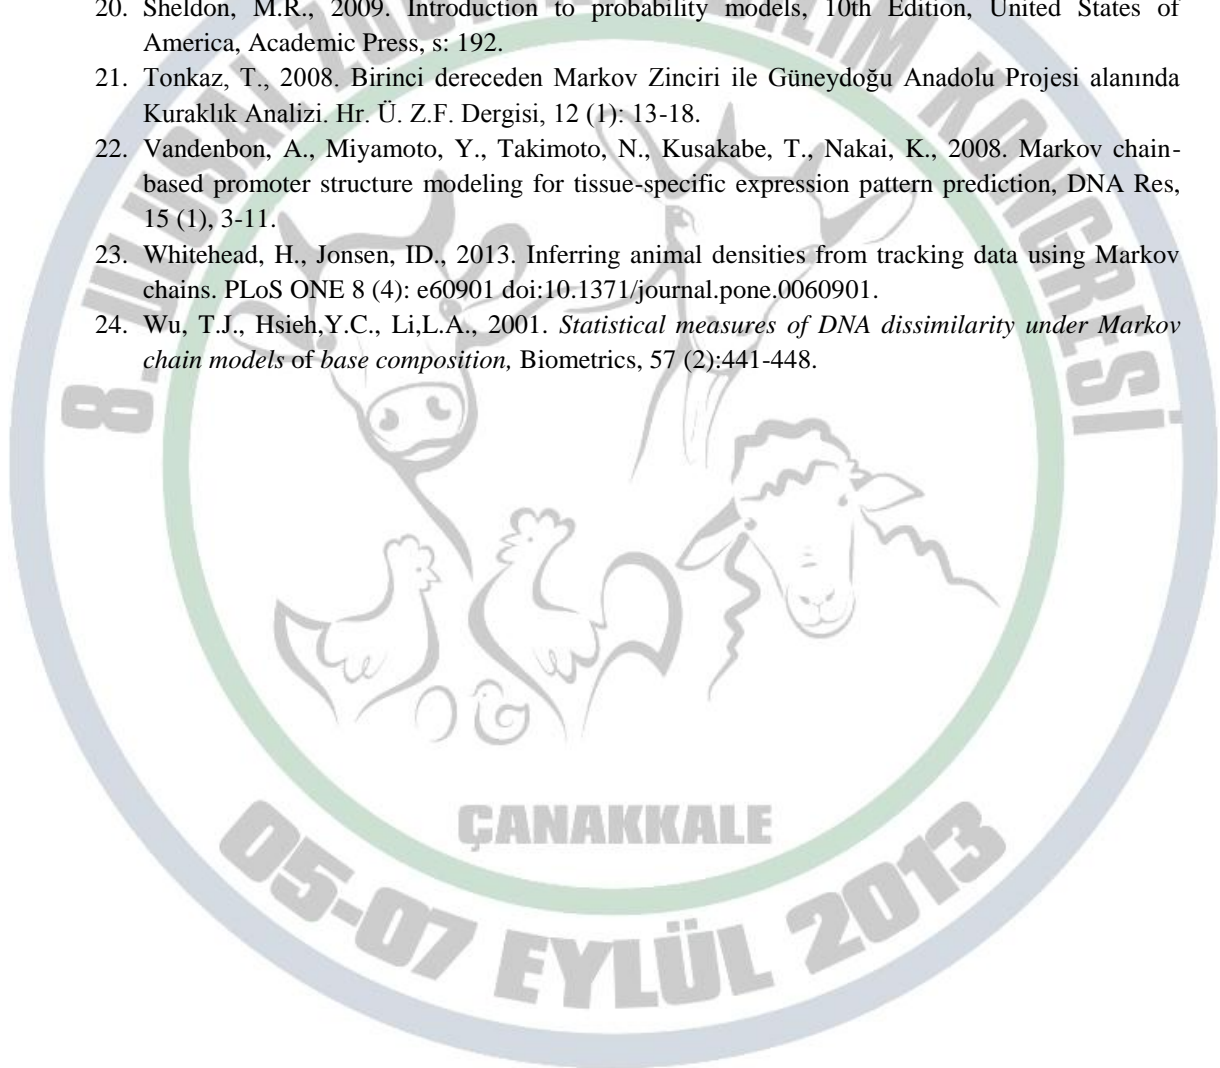 20. Sheldon, M.R., 2009. Introduction to probability models, 10th Edition, United States of
America, Academic Press, s: 192.
21. Tonkaz, T., 2008. Birinci dereceden Markov Zinciri ile Güneydoğu Anadolu Projesi alanında
Kuraklık Analizi. Hr. Ü. Z.F. Dergisi, 12 (1): 13-18.
22. Vandenbon, A., Miyamoto, Y., Takimoto, N., Kusakabe, T., Nakai, K., 2008. Markov chain-
based promoter structure modeling for tissue-specific expression pattern prediction, DNA Res,
15 (1), 3-11.
23. Whitehead, H., Jonsen, ID., 2013. Inferring animal densities from tracking data using Markov
chains. PLoS ONE 8 (4): e60901 doi:10.1371/journal.pone.0060901.
24. Wu, T.J., Hsieh,Y.C., Li,L.A., 2001. Statistical measures of DNA dissimilarity under Markov
chain models of base composition, Biometrics, 57 (2):441-448.
8. ULUSAL KONGRESİ
ÇANAKKALE
05-07 EYLÜL 2013